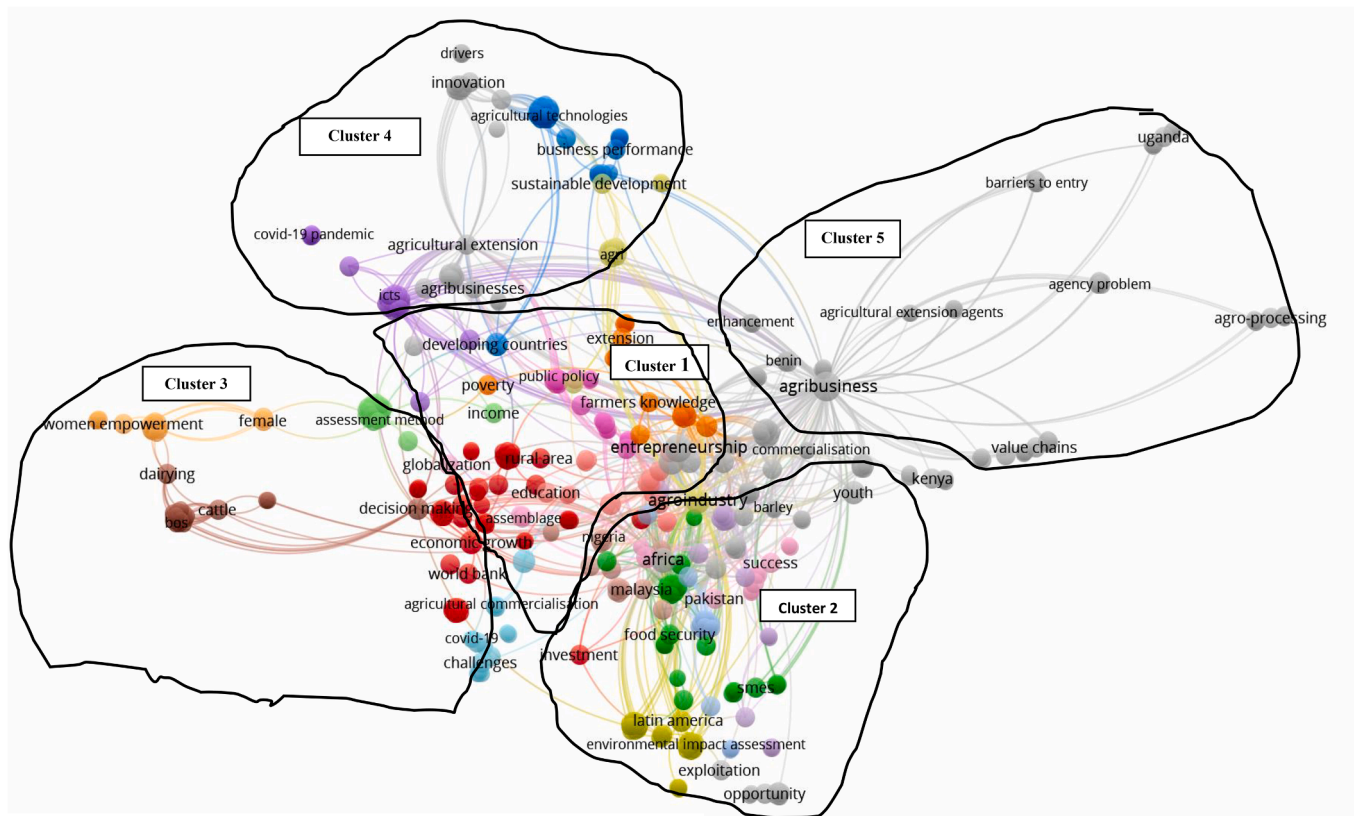 drivers
innovation
agricultural technologies
Cluster 4
business performance
sustainable development
covid-19 pandemic
agricultural extension
agri
icts
agribusinesses
uganda
barriers to entry
Cluster 5
agency problem
agricultural extension agents
agro-processing
enhancement
benin
agribusiness
value chains
commercialisation
kenya
developing countries
extension
Cluster 1
public policy
poverty
farmers knowledge
income
assessment method
entrepreneurship
globalization
rural area
education
agroindustry
decision making
assemblage
Cluster 3
women empowerment
female
dairying
cattle
bos
economic growth
world bank
agricultural commercialisation
covid-19
challenges
youth
barley
nigeria
africa
success
malaysia
pakistan
Cluster 2
food security
investment
smes
latin america
environmental impact assessment
exploitation
opportunity